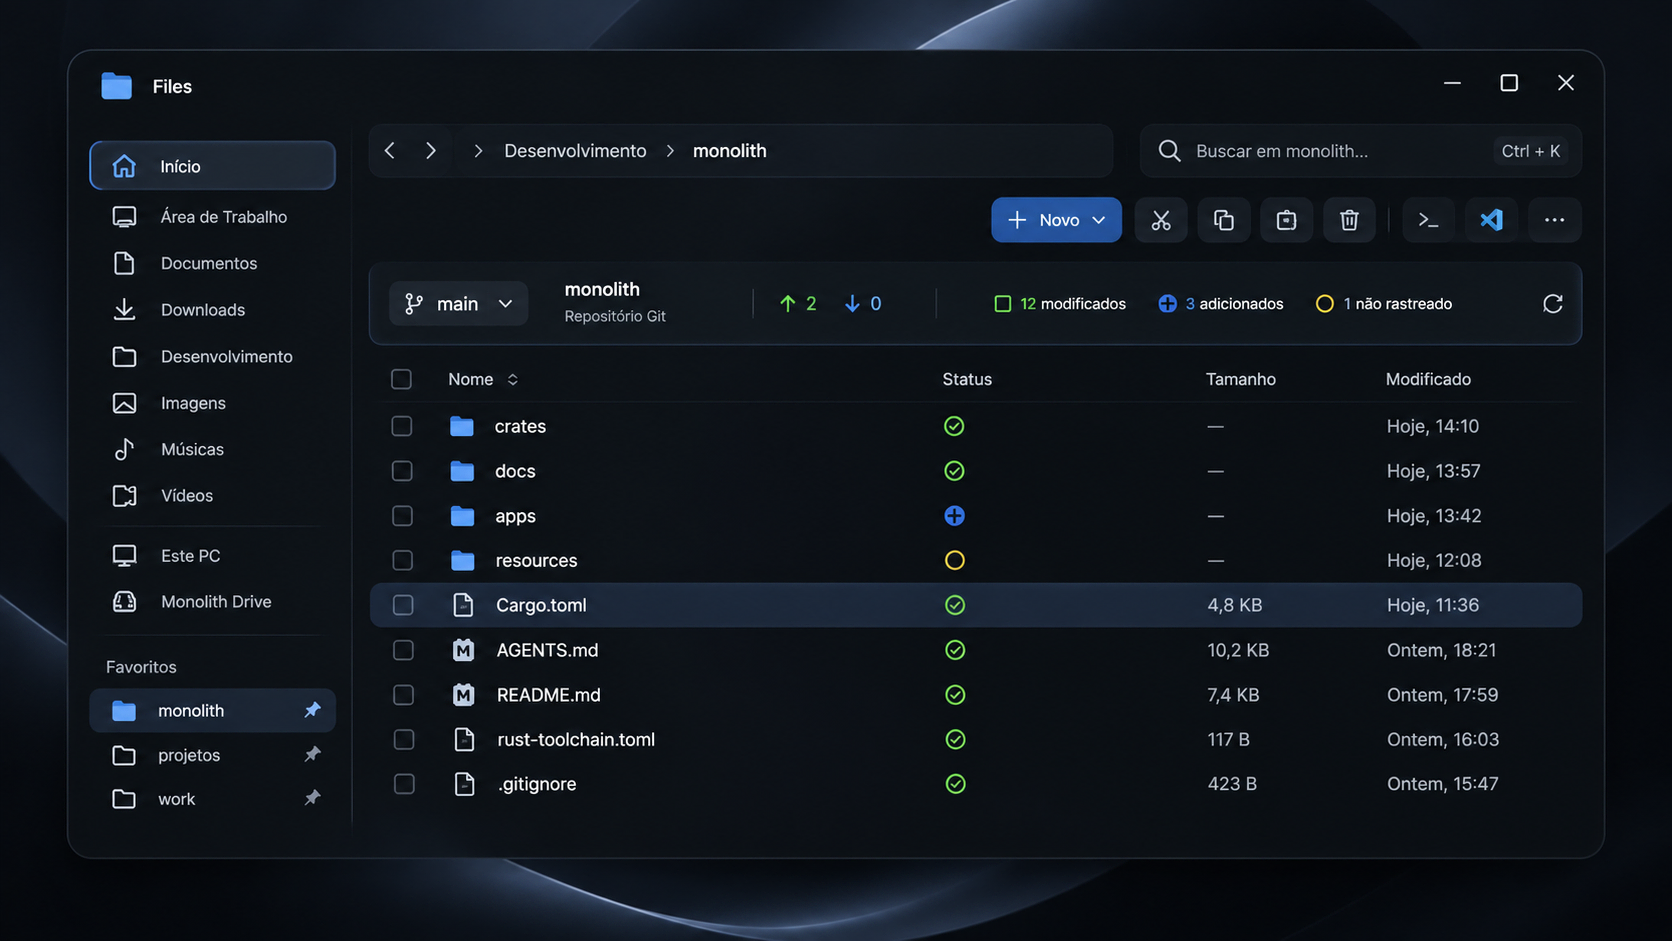 Files
Início
Área de Trabalho
Documentos
Downloads
Desenvolvimento
Imagens
Músicas
Vídeos
Este PC
Monolith Drive
Favoritos
monolith
projetos
work
Desenvolvimento > monolith
Buscar em monolith... Ctrl + K
Novo
main
monolith
Repositório Git
2 0
12 modificados 3 adicionados 1 não rastreado
Nome Status Tamanho Modificado
crates — Hoje, 14:10
docs — Hoje, 13:57
apps — Hoje, 13:42
resources — Hoje, 12:08
Cargo.toml 4,8 KB Hoje, 11:36
AGENTS.md 10,2 KB Ontem, 18:21
README.md 7,4 KB Ontem, 17:59
rust-toolchain.toml 117 B Ontem, 16:03
.gitignore 423 B Ontem, 15:47